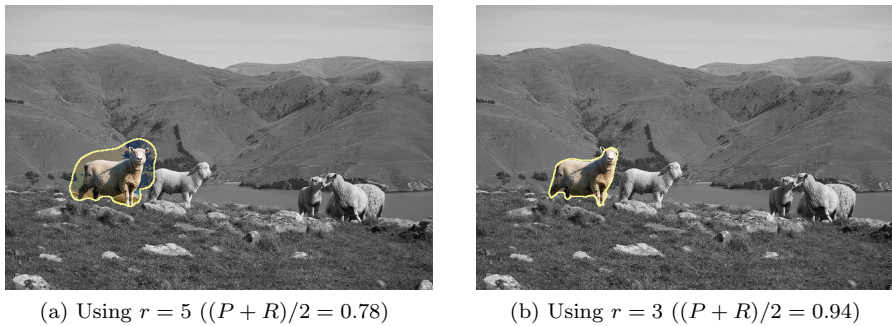 (a) Using r = 5 ((P + R)/2 = 0.78)
(b) Using r = 3 ((P + R)/2 = 0.94)